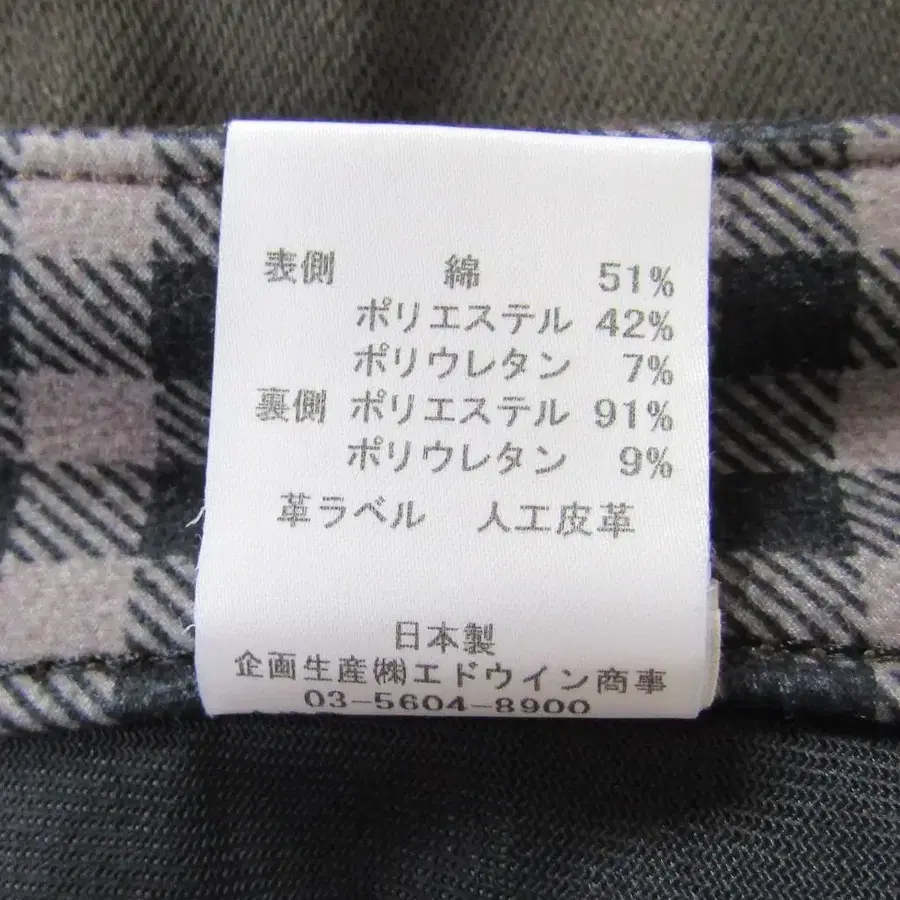 表側 綿 51%
ポリエステル 42%
ポリウレタン 7%
裏側 ポリエステル 91%
ポリウレタン 9%
革ラベル 人工皮革
日本製
企画生産㈱エドウイン商事
03-5604-8900